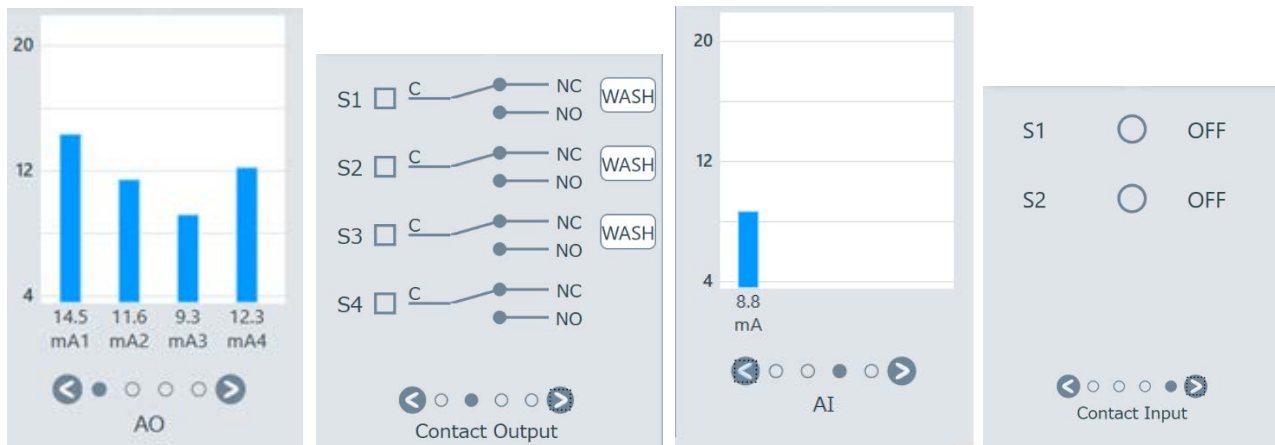 20
12
4
14.5 11.6 9.3 12.3
mA1 mA2 mA3 mA4
AO
S1 C NC WASH
NO
S2 C NC WASH
NO
S3 C NC WASH
NO
S4 C NC
NO
Contact Output
20
12
4
8.8
mA
AI
S1 OFF
S2 OFF
Contact Input